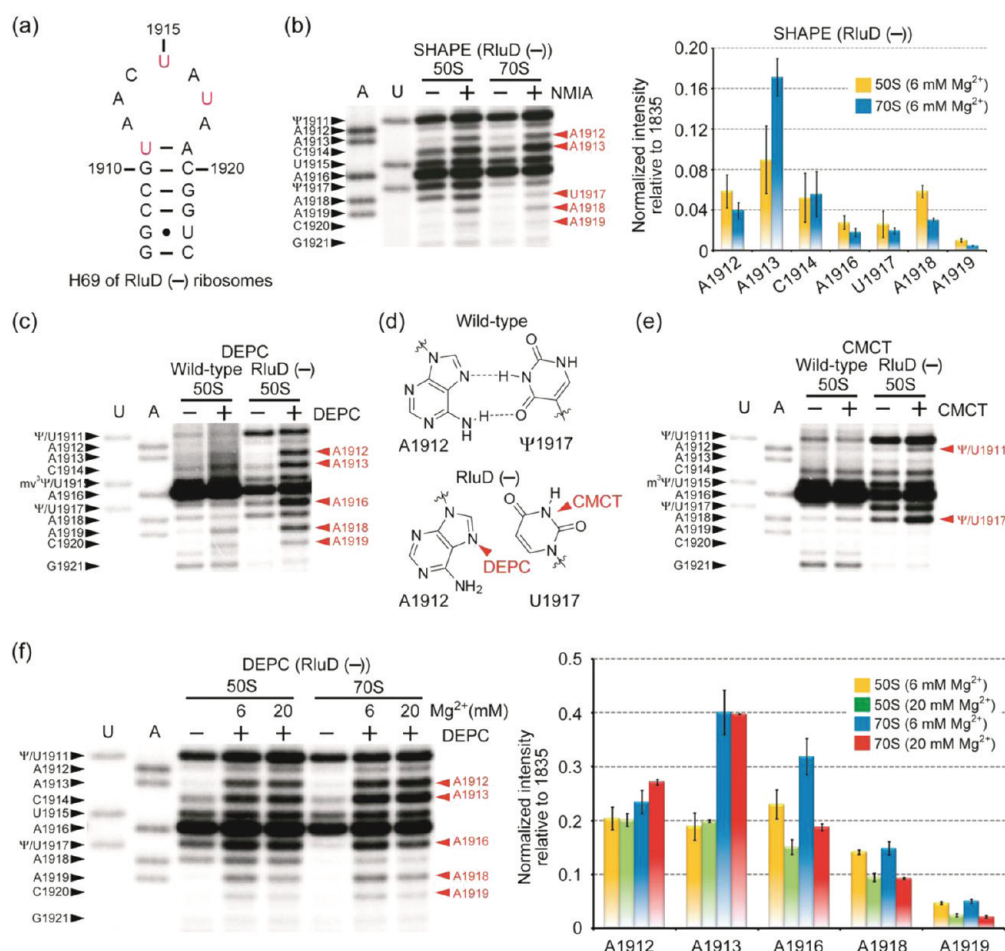 (a)
1915
U
C
A
A
U
A
A
U
A
1910
G
A
1920
C
C
C
G
C
G
G
U
G
C
H69 of RluD (—) ribosomes
(b)
SHAPE (RluD (—))
50S
70S
A
U
—
+
—
+
NMIA
Ψ1911
A1912
A1913
C1914
U1915
A1916
Ψ1917
A1918
A1919
C1920
G1921
A1912
A1913
U1917
A1918
A1919
SHAPE (RluD (—))
Normalized intensity
relative to 1835
0.20
0.16
0.12
0.08
0.04
0
50S (6 mM Mg²⁺)
70S (6 mM Mg²⁺)
A1912
A1913
C1914
A1916
U1917
A1918
A1919
(c)
DEPC
Wild-type
RluD (—)
50S
50S
U
A
—
+
—
+
DEPC
Ψ/U1911
A1912
A1913
C1914
mv³Ψ/U191
A1916
Ψ/U1917
A1918
A1919
C1920
G1921
A1912
A1913
A1916
A1918
A1919
(d)
Wild-type
N
N
N
N
N
H
H
A1912
O
NH
H
N
O
Ψ1917
RluD (—)
N
N
N
N
DEPC
NH₂
A1912
O
H
N
CMCT
O
N
U1917
(e)
CMCT
Wild-type
RluD (—)
50S
50S
U
A
—
+
—
+
CMCT
Ψ/U1911
A1912
A1913
C1914
m³Ψ/U1915
A1916
Ψ/U1917
A1918
A1919
C1920
G1921
Ψ/U1911
Ψ/U1917
(f)
DEPC (RluD (—))
50S
70S
6
20
6
20
Mg²⁺(mM)
U
A
—
+
+
—
+
+
DEPC
Ψ/U1911
A1912
A1913
C1914
U1915
A1916
Ψ/U1917
A1918
A1919
C1920
G1921
A1912
A1913
A1916
A1918
A1919
Normalized intensity
relative to 1835
0.5
0.4
0.3
0.2
0.1
0
50S (6 mM Mg²⁺)
50S (20 mM Mg²⁺)
70S (6 mM Mg²⁺)
70S (20 mM Mg²⁺)
A1912
A1913
A1916
A1918
A1919